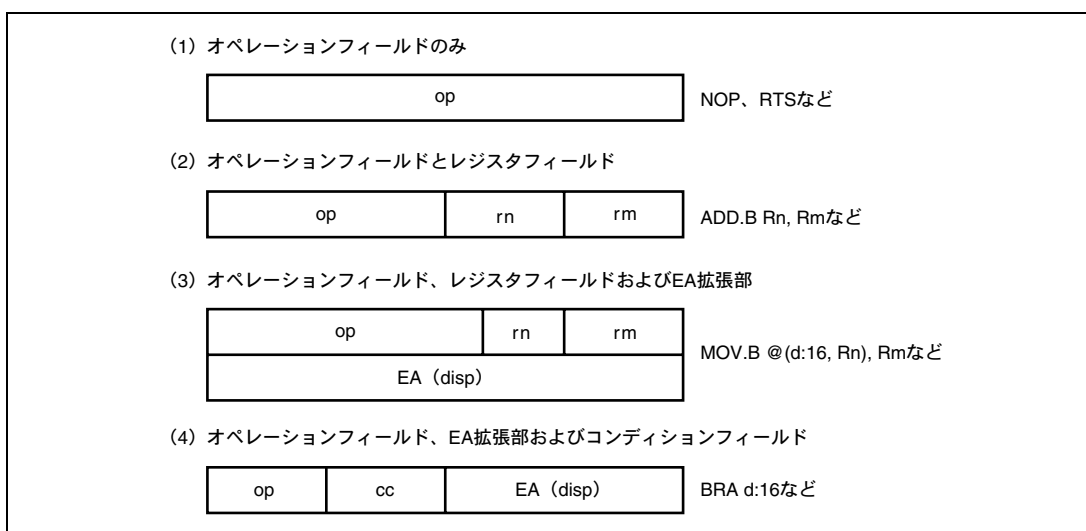 (1) オペレーションフィールドのみ
op
NOP、RTSなど
(2) オペレーションフィールドとレジスタフィールド
op rn rm
ADD.B Rn, Rmなど
(3) オペレーションフィールド、レジスタフィールドおよびEA拡張部
op rn rm
EA（disp）
MOV.B @(d:16, Rn), Rmなど
(4) オペレーションフィールド、EA拡張部およびコンディションフィールド
op cc EA（disp）
BRA d:16など